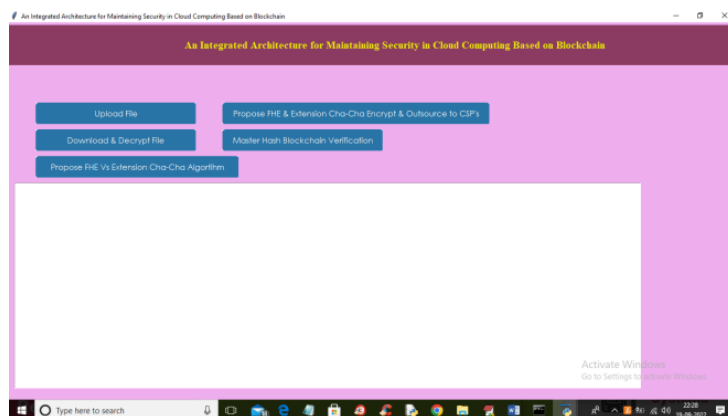 An Integrated Architecture for Maintaining Security in Cloud Computing Based on Blockchain
An Integrated Architecture for Maintaining Security in Cloud Computing Based on Blockchain
Upload File
Propose FHE & Extension Cha-Cha Encrypt & Outsource to CSP's
Download & Decrypt File
Master Hash Blockchain Verification
Propose FHE Vs Extension Cha-Cha Algorithm
Activate Windows
Go to Settings to activate Windows.
Type here to search
22:28
19-09-2022